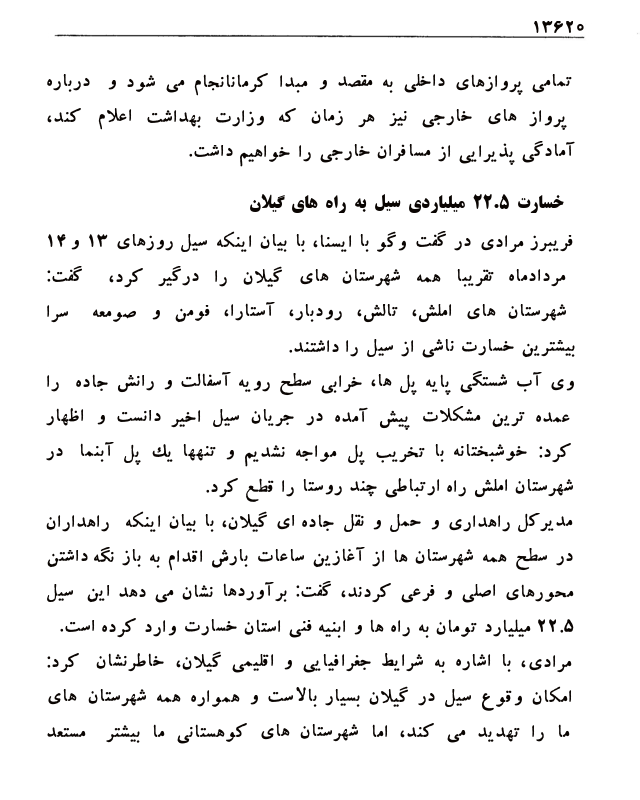 ۱۳۶۲۰
تمامی پروازهای داخلی به مقصد و مبدا کرمانانجام می شود و درباره
پرواز های خارجی نیز هر زمان که وزارت بهداشت اعلام کند،
آمادگی پذیرایی از مسافران خارجی را خواهیم داشت.
خسارت ۲۲.۵ میلیاردی سیل به راه های گیلان
فریبرز مرادی در گفت وگو با ایسنا، با بیان اینکه سیل روزهای ۱۳ و ۱۴
مردادماه تقریبا همه شهرستان های گیلان را درگیر کرد، گفت:
شهرستان های املش، تالش، رودبار، آستارا، فومن و صومعه سرا
بیشترین خسارت ناشی از سیل را داشتند.
وی آب شستگی پایه پل ها، خرابی سطح رویه آسفالت و رانش جاده را
عمده ترین مشکلات پیش آمده در جریان سیل اخیر دانست و اظهار
کرد: خوشبختانه با تخریب پل مواجه نشدیم و تنهها یك پل آبنما در
شهرستان املش راه ارتباطی چند روستا را قطع کرد.
مدیرکل راهداری و حمل و نقل جاده ای گیلان، با بیان اینکه راهداران
در سطح همه شهرستان ها از آغازین ساعات بارش اقدام به باز نگه داشتن
محورهای اصلی و فرعی کردند، گفت: برآوردها نشان می دهد این سیل
۲۲.۵ میلیارد تومان به راه ها و ابنیه فنی استان خسارت وارد کرده است.
مرادی، با اشاره به شرایط جغرافیایی و اقلیمی گیلان، خاطرنشان کرد:
امکان وقوع سیل در گیلان بسیار بالاست و همواره همه شهرستان های
ما را تهدید می کند، اما شهرستان های کوهستانی ما بیشتر مستعد